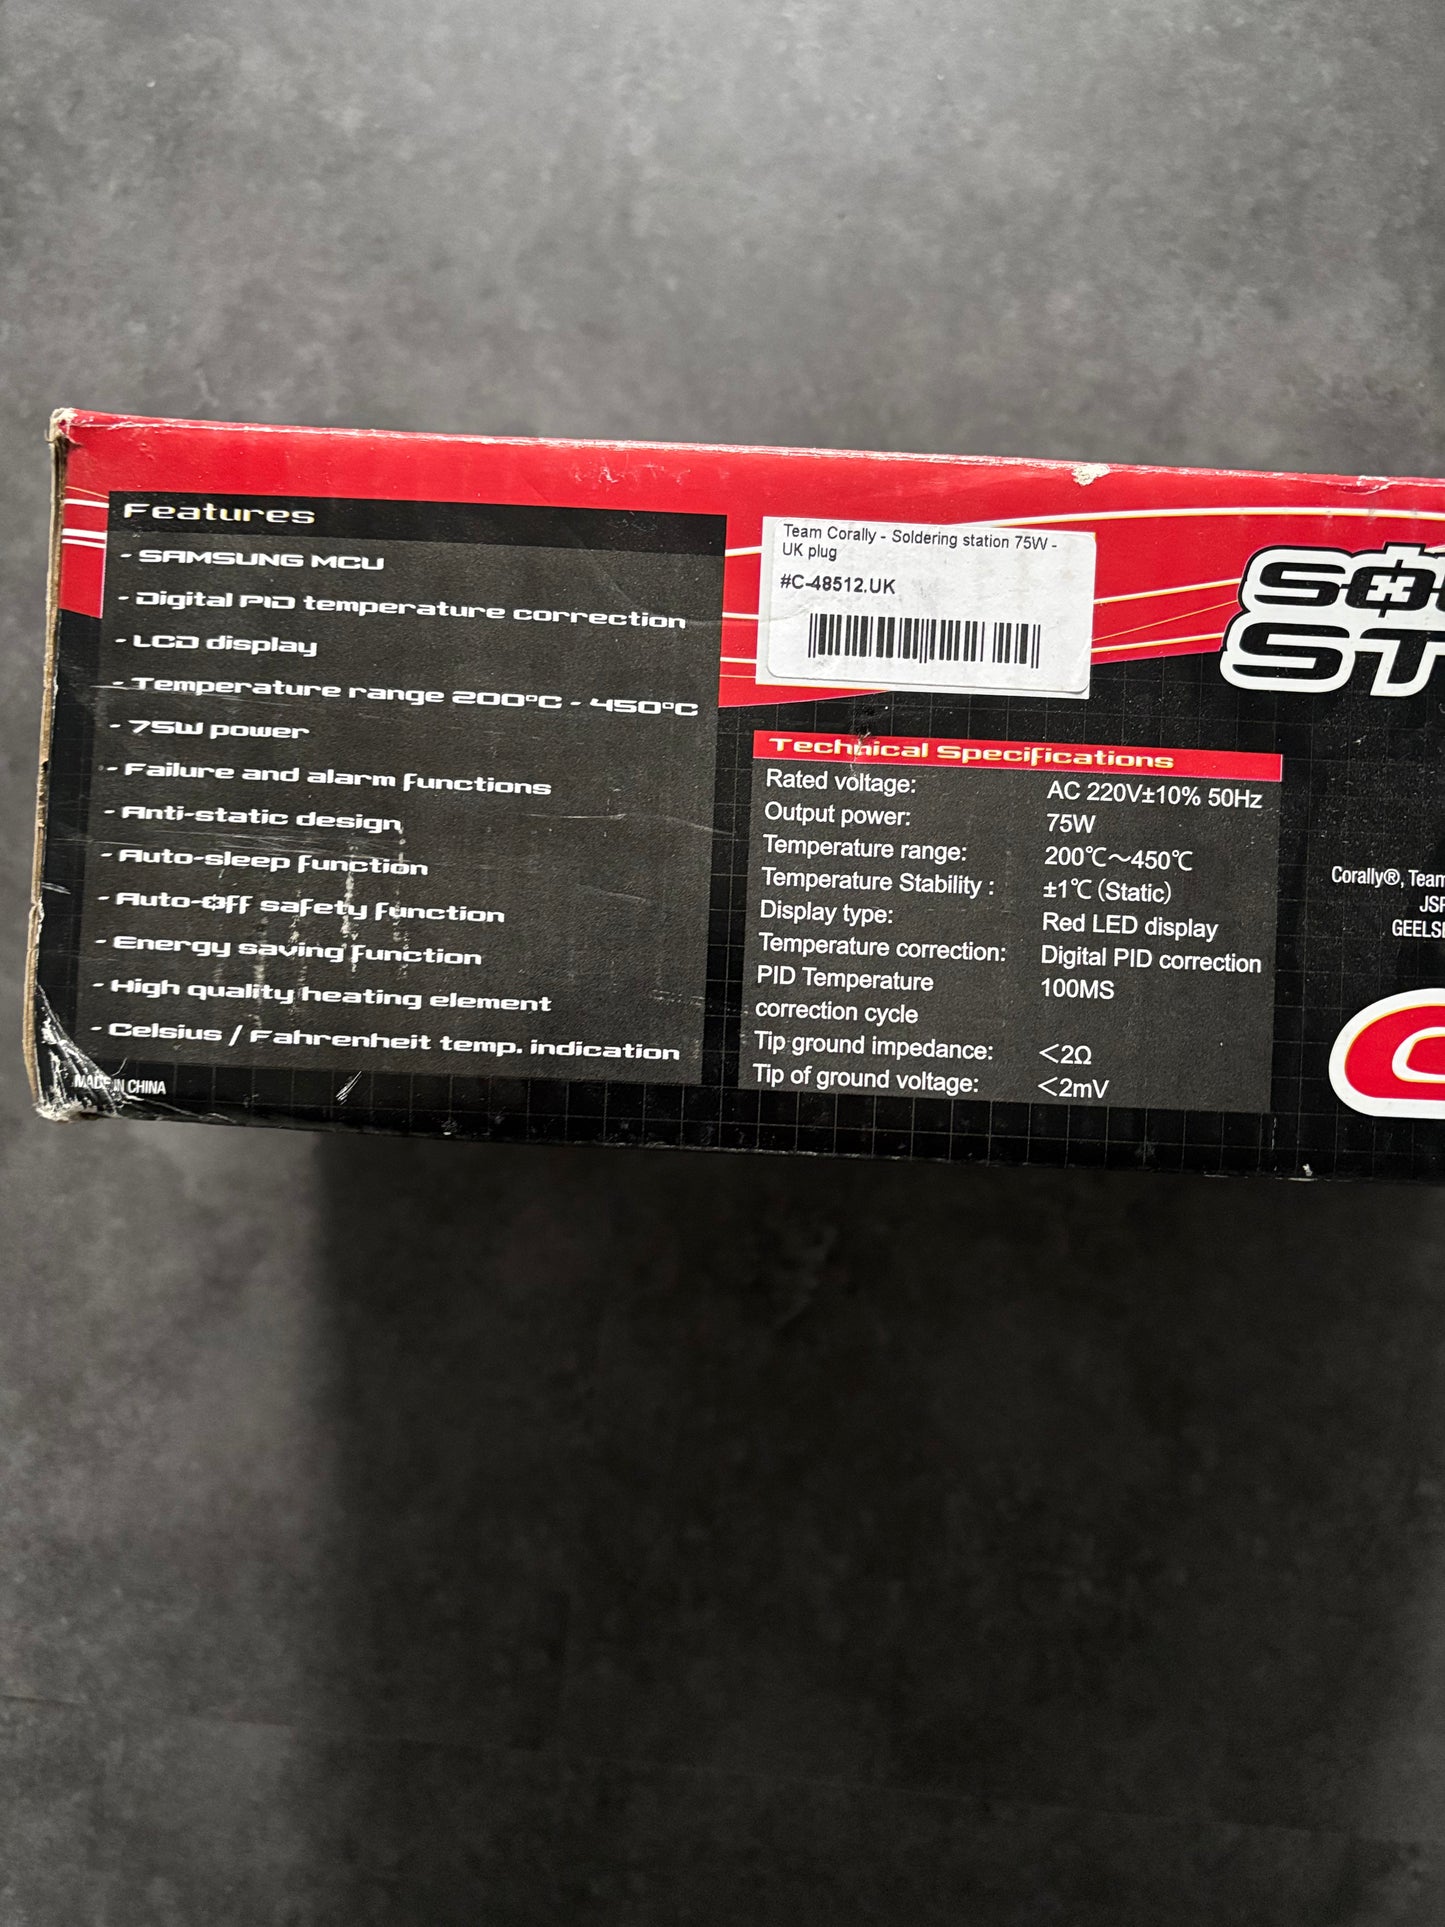 Features
- SAMSUNG MCU
- Digital PID temperature correction
- LCD display
- Temperature range 200°C - 450°C
- 75W power
- Failure and alarm functions
- Anti-static design
- Auto-sleep function
- Auto-Off safety function
- Energy saving function
- High quality heating element
- Celsius / Fahrenheit temp. indication
MADE IN CHINA
Team Corally - Soldering station 75W -
UK plug
#C-48512.UK
Technical Specifications
Rated voltage: AC 220V±10% 50Hz
Output power: 75W
Temperature range: 200℃~450℃
Temperature Stability : ±1℃ (Static)
Display type: Red LED display
Temperature correction: Digital PID correction
PID Temperature 100MS
correction cycle
Tip ground impedance: <2Ω
Tip of ground voltage: <2mV
ST
Corally®, Team